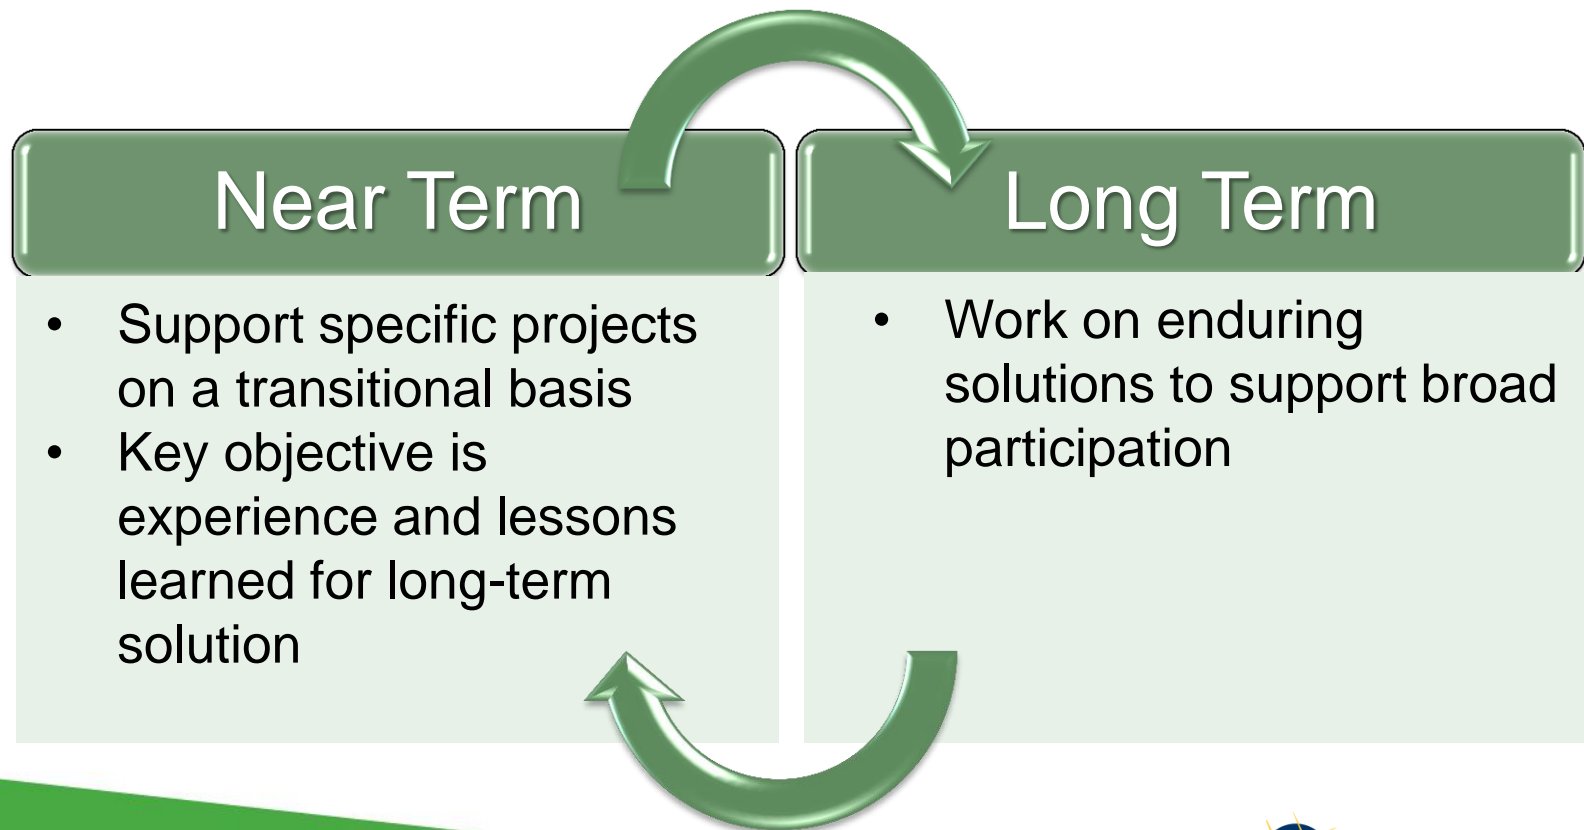 Near Term
• Support specific projects
on a transitional basis
• Key objective is
experience and lessons
learned for long-term
solution
Long Term
• Work on enduring
solutions to support broad
participation